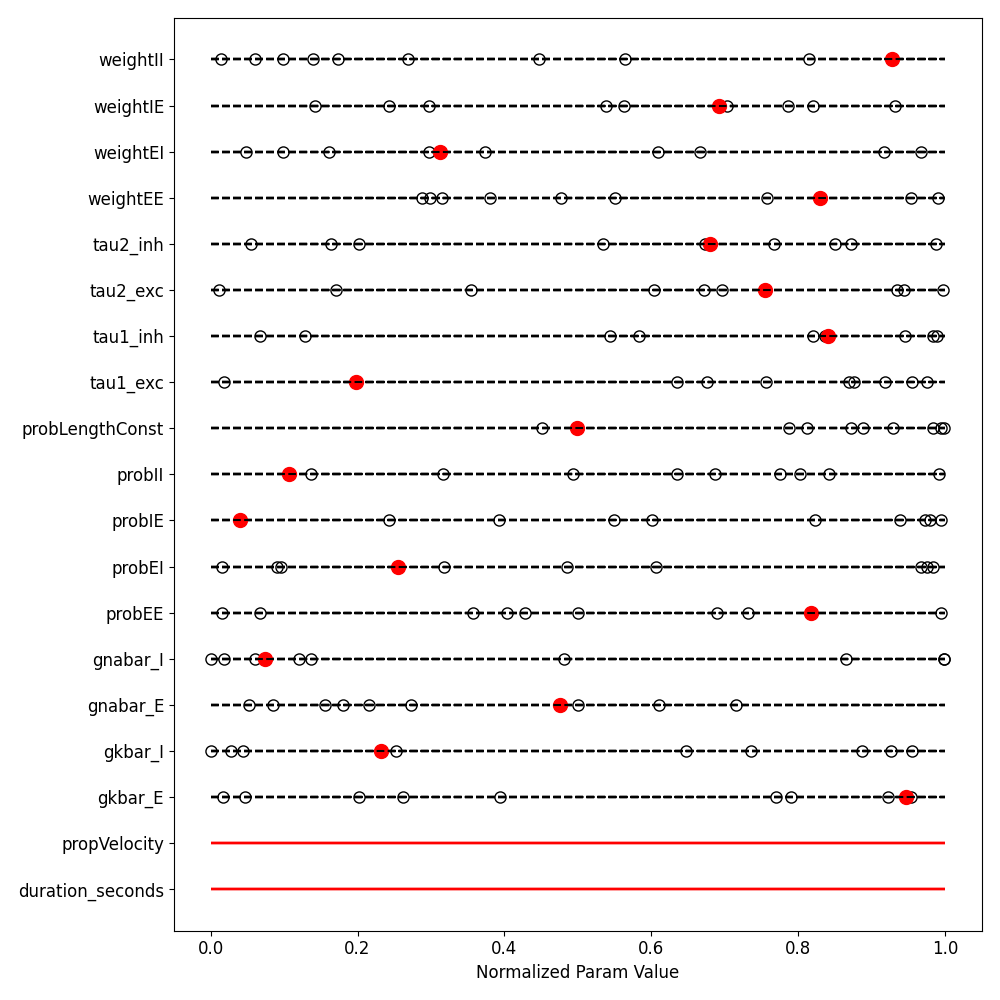 weightII
weightIE
weightEI
weightEE
tau2_inh
tau2_exc
tau1_inh
tau1_exc
probLengthConst
probII
probIE
probEI
probEE
gnabar_I
gnabar_E
gkbar_I
gkbar_E
propVelocity
duration_seconds
0.0 0.2 0.4 0.6 0.8 1.0
Normalized Param Value